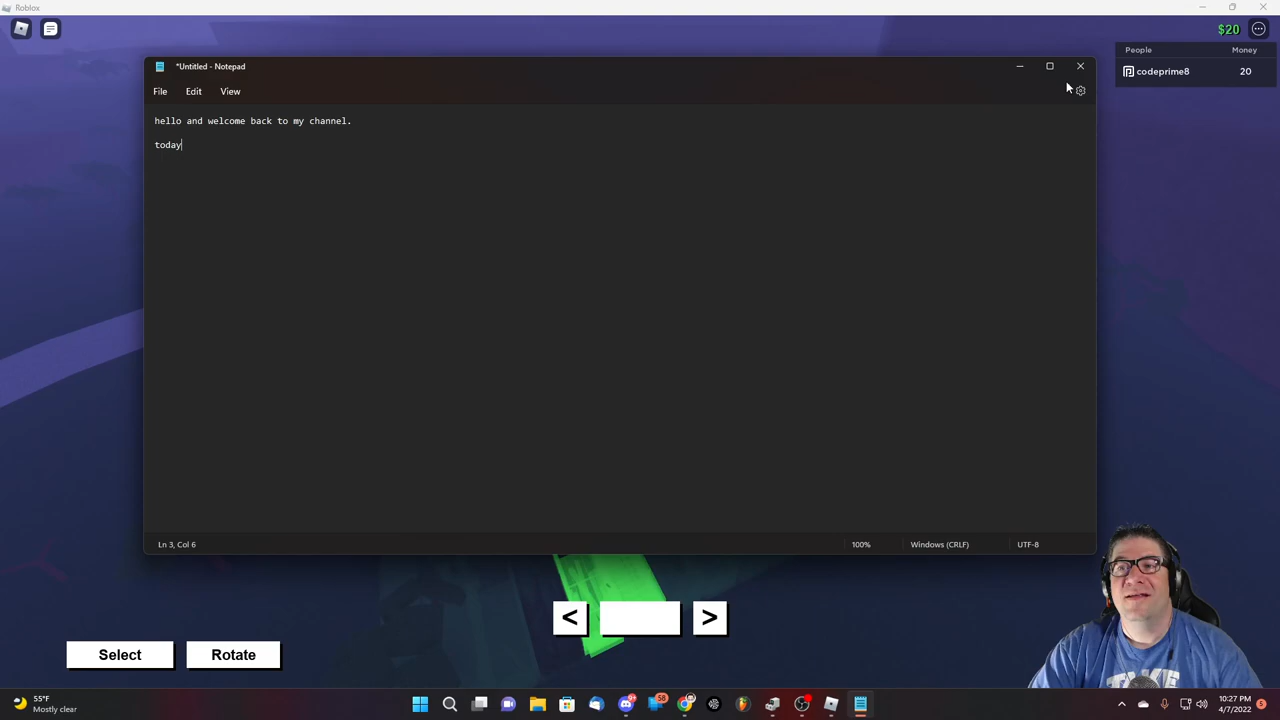 Roblox
$20
People Money
codeprime8 20
*Untitled - Notepad
File Edit View
hello and welcome back to my channel.
today
Ln 3, Col 6 100% Windows (CRLF) UTF-8
< >
Select Rotate
55°F
Mostly clear
58
10:27 PM
4/7/2022